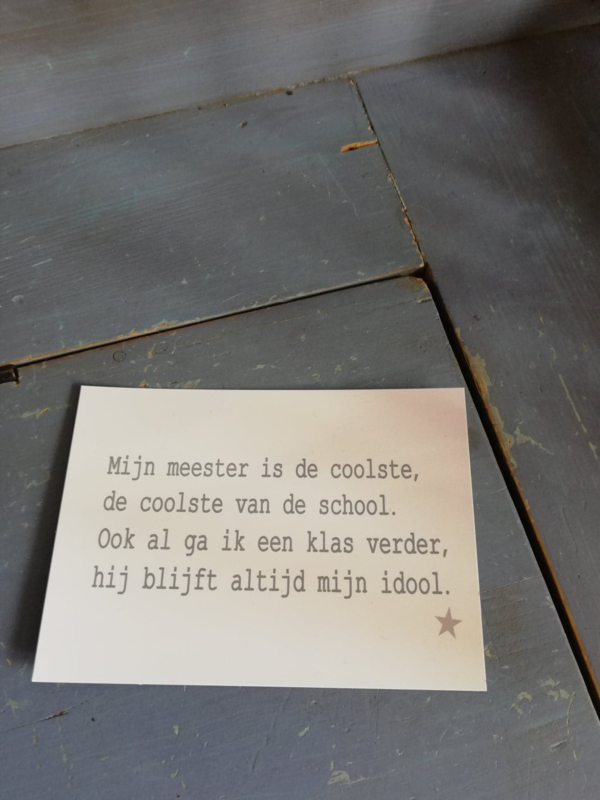 Mijn meester is de coolste,
de coolste van de school.
Ook al ga ik een klas verder,
hij blijft altijd mijn idool.